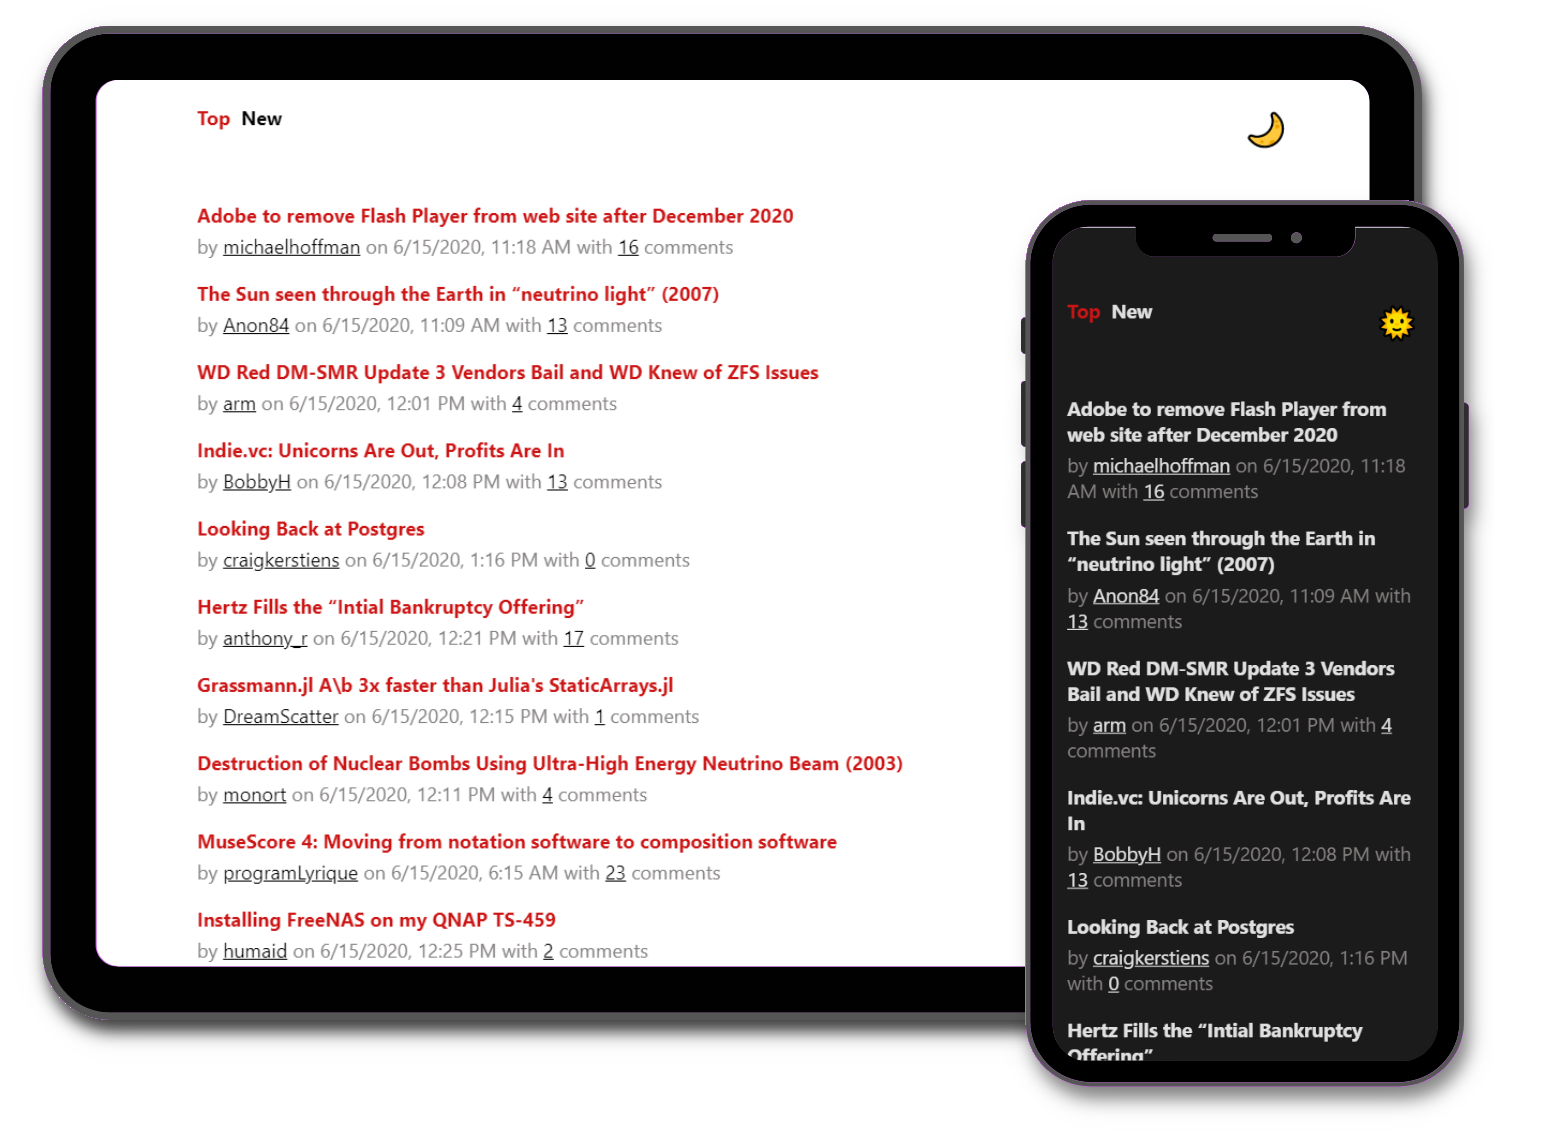 Top New
Adobe to remove Flash Player from web site after December 2020
by michaelhoffman on 6/15/2020, 11:18 AM with 16 comments
The Sun seen through the Earth in “neutrino light” (2007)
by Anon84 on 6/15/2020, 11:09 AM with 13 comments
WD Red DM-SMR Update 3 Vendors Bail and WD Knew of ZFS Issues
by arm on 6/15/2020, 12:01 PM with 4 comments
Indie.vc: Unicorns Are Out, Profits Are In
by BobbyH on 6/15/2020, 12:08 PM with 13 comments
Looking Back at Postgres
by craigkerstiens on 6/15/2020, 1:16 PM with 0 comments
Hertz Fills the “Intial Bankruptcy Offering”
by anthony_r on 6/15/2020, 12:21 PM with 17 comments
Grassmann.jl A\b 3x faster than Julia's StaticArrays.jl
by DreamScatter on 6/15/2020, 12:15 PM with 1 comments
Destruction of Nuclear Bombs Using Ultra-High Energy Neutrino Beam (2003)
by monort on 6/15/2020, 12:11 PM with 4 comments
MuseScore 4: Moving from notation software to composition software
by programLyrique on 6/15/2020, 6:15 AM with 23 comments
Installing FreeNAS on my QNAP TS-459
by humaid on 6/15/2020, 12:25 PM with 2 comments
Top New
Adobe to remove Flash Player from
web site after December 2020
by michaelhoffman on 6/15/2020, 11:18
AM with 16 comments
The Sun seen through the Earth in
“neutrino light” (2007)
by Anon84 on 6/15/2020, 11:09 AM with
13 comments
WD Red DM-SMR Update 3 Vendors
Bail and WD Knew of ZFS Issues
by arm on 6/15/2020, 12:01 PM with 4
comments
Indie.vc: Unicorns Are Out, Profits Are
In
by BobbyH on 6/15/2020, 12:08 PM with
13 comments
Looking Back at Postgres
by craigkerstiens on 6/15/2020, 1:16 PM
with 0 comments
Hertz Fills the “Intial Bankruptcy
Offering”